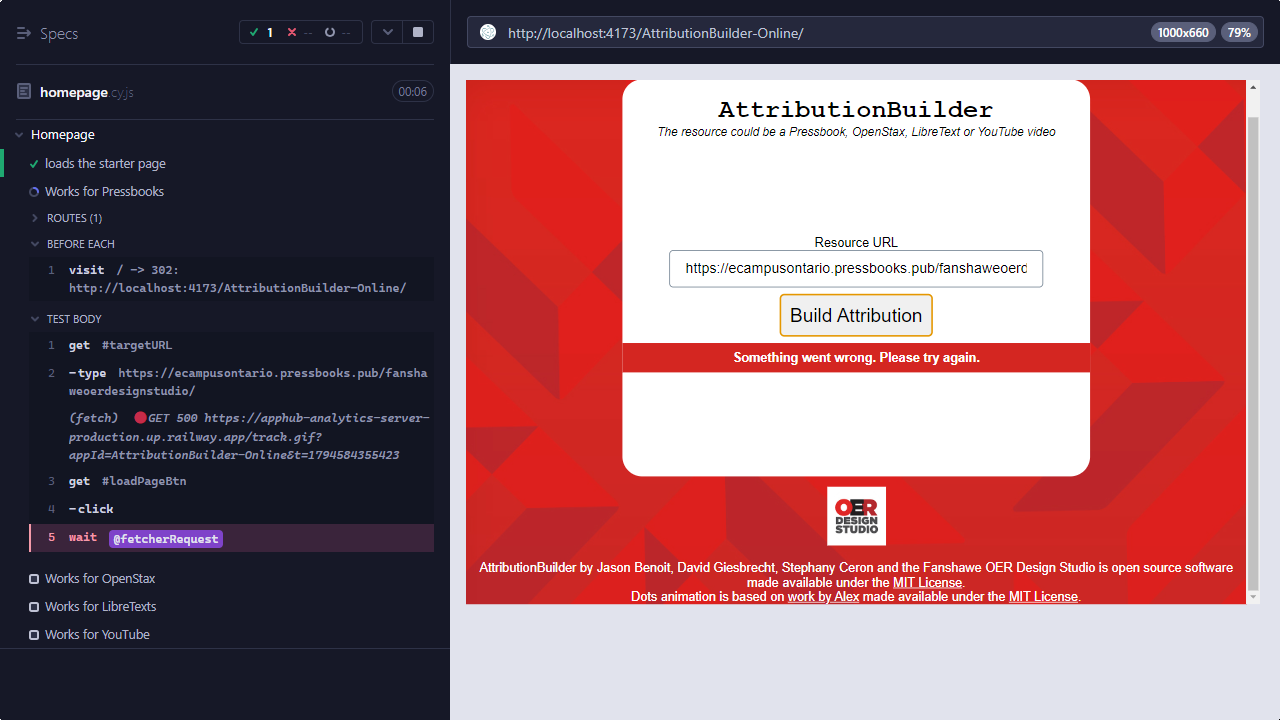 Specs
1 -- --
http://localhost:4173/AttributionBuilder-Online/
1000x660
79%
homepage.cy.js
00:06
Homepage
loads the starter page
Works for Pressbooks
ROUTES (1)
BEFORE EACH
1 visit / -> 302:
http://localhost:4173/AttributionBuilder-Online/
TEST BODY
1 get #targetURL
2 -type https://ecampusontario.pressbooks.pub/fansha
weoerdesignstudio/
(fetch) GET 500 https://apphub-analytics-server-
production.up.railway.app/track.gif?
appId=AttributionBuilder-Online&t=1794584355423
3 get #loadPageBtn
4 -click
5 wait @fetcherRequest
Works for OpenStax
Works for LibreTexts
Works for YouTube
AttributionBuilder
The resource could be a Pressbook, OpenStax, LibreText or YouTube video
Resource URL
https://ecampusontario.pressbooks.pub/fanshaweoerd
Build Attribution
Something went wrong. Please try again.
OER
DESIGN
STUDIO
AttributionBuilder by Jason Benoit, David Giesbrecht, Stephany Ceron and the Fanshawe OER Design Studio is open source software
made available under the MIT License.
Dots animation is based on work by Alex made available under the MIT License.